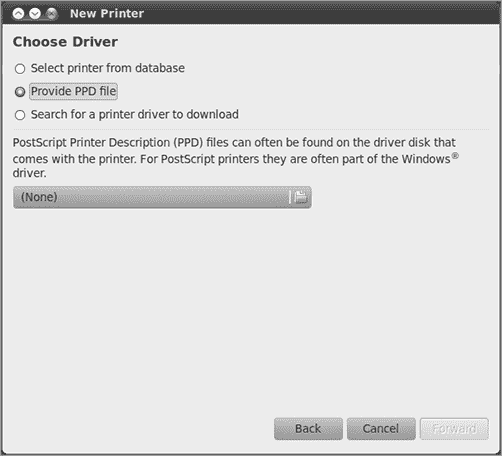 New Printer
Choose Driver
Select printer from database
Provide PPD file
Search for a printer driver to download
PostScript Printer Description (PPD) files can often be found on the driver disk that
comes with the printer. For PostScript printers they are often part of the Windows®
driver.
(None)
Back Cancel Forward